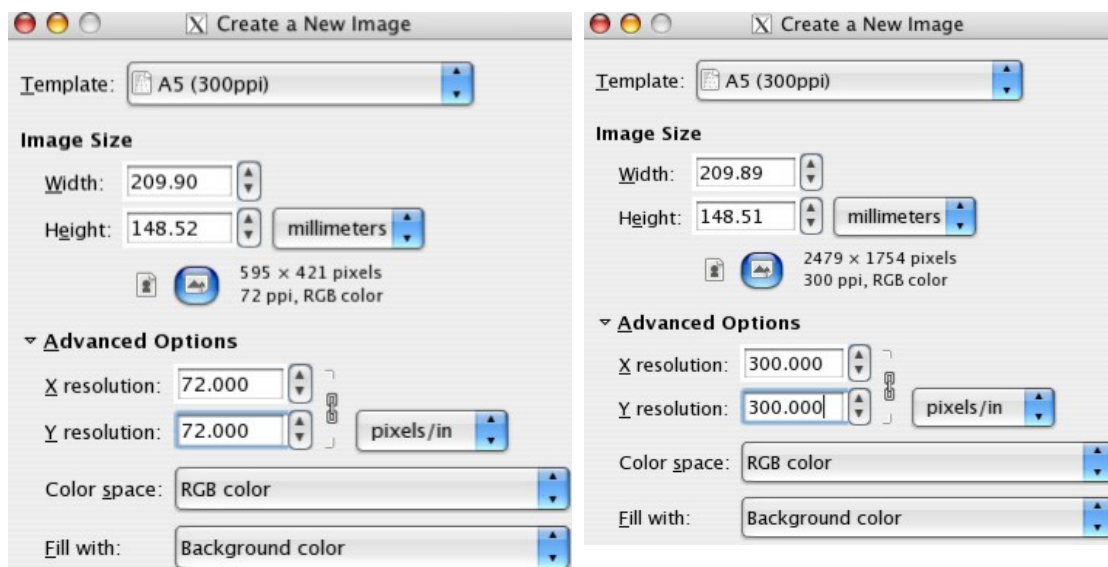 Create a New Image
Template: A5 (300ppi)
Image Size
Width: 209.90
Height: 148.52 millimeters
595 × 421 pixels
72 ppi, RGB color
Advanced Options
X resolution: 72.000
Y resolution: 72.000 pixels/in
Color space: RGB color
Fill with: Background color
Create a New Image
Template: A5 (300ppi)
Image Size
Width: 209.89
Height: 148.51 millimeters
2479 × 1754 pixels
300 ppi, RGB color
Advanced Options
X resolution: 300.000
Y resolution: 300.000 pixels/in
Color space: RGB color
Fill with: Background color